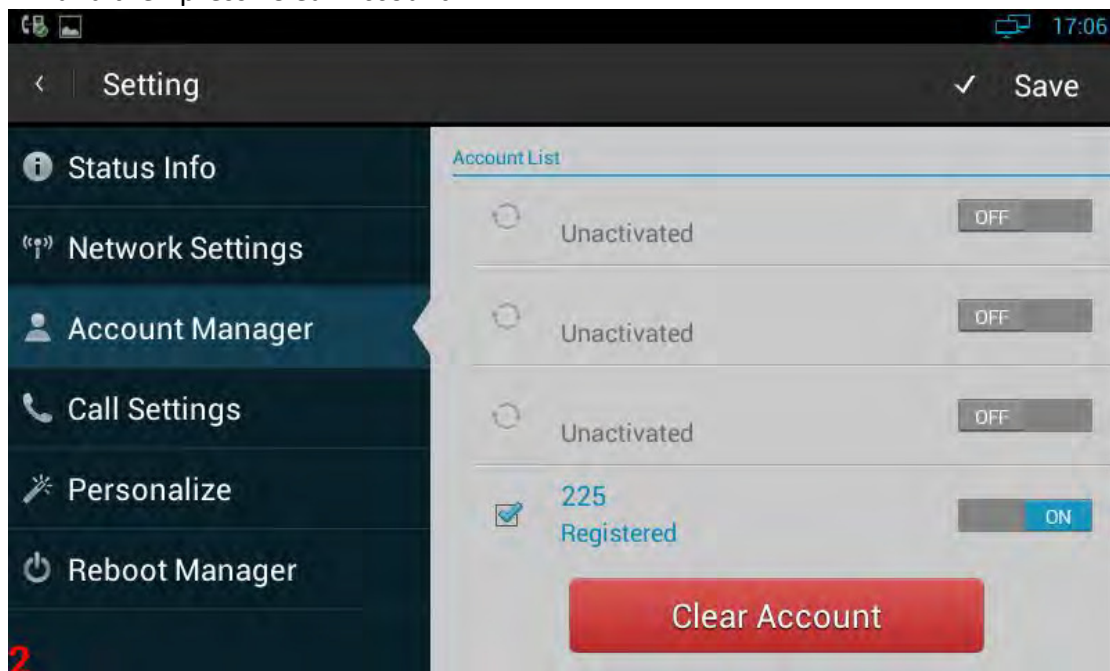 17:06
Setting
Save
Status Info
Network Settings
Account Manager
Call Settings
Personalize
Reboot Manager
2
Account List
Unactivated
OFF
Unactivated
OFF
Unactivated
OFF
225
Registered
ON
Clear Account